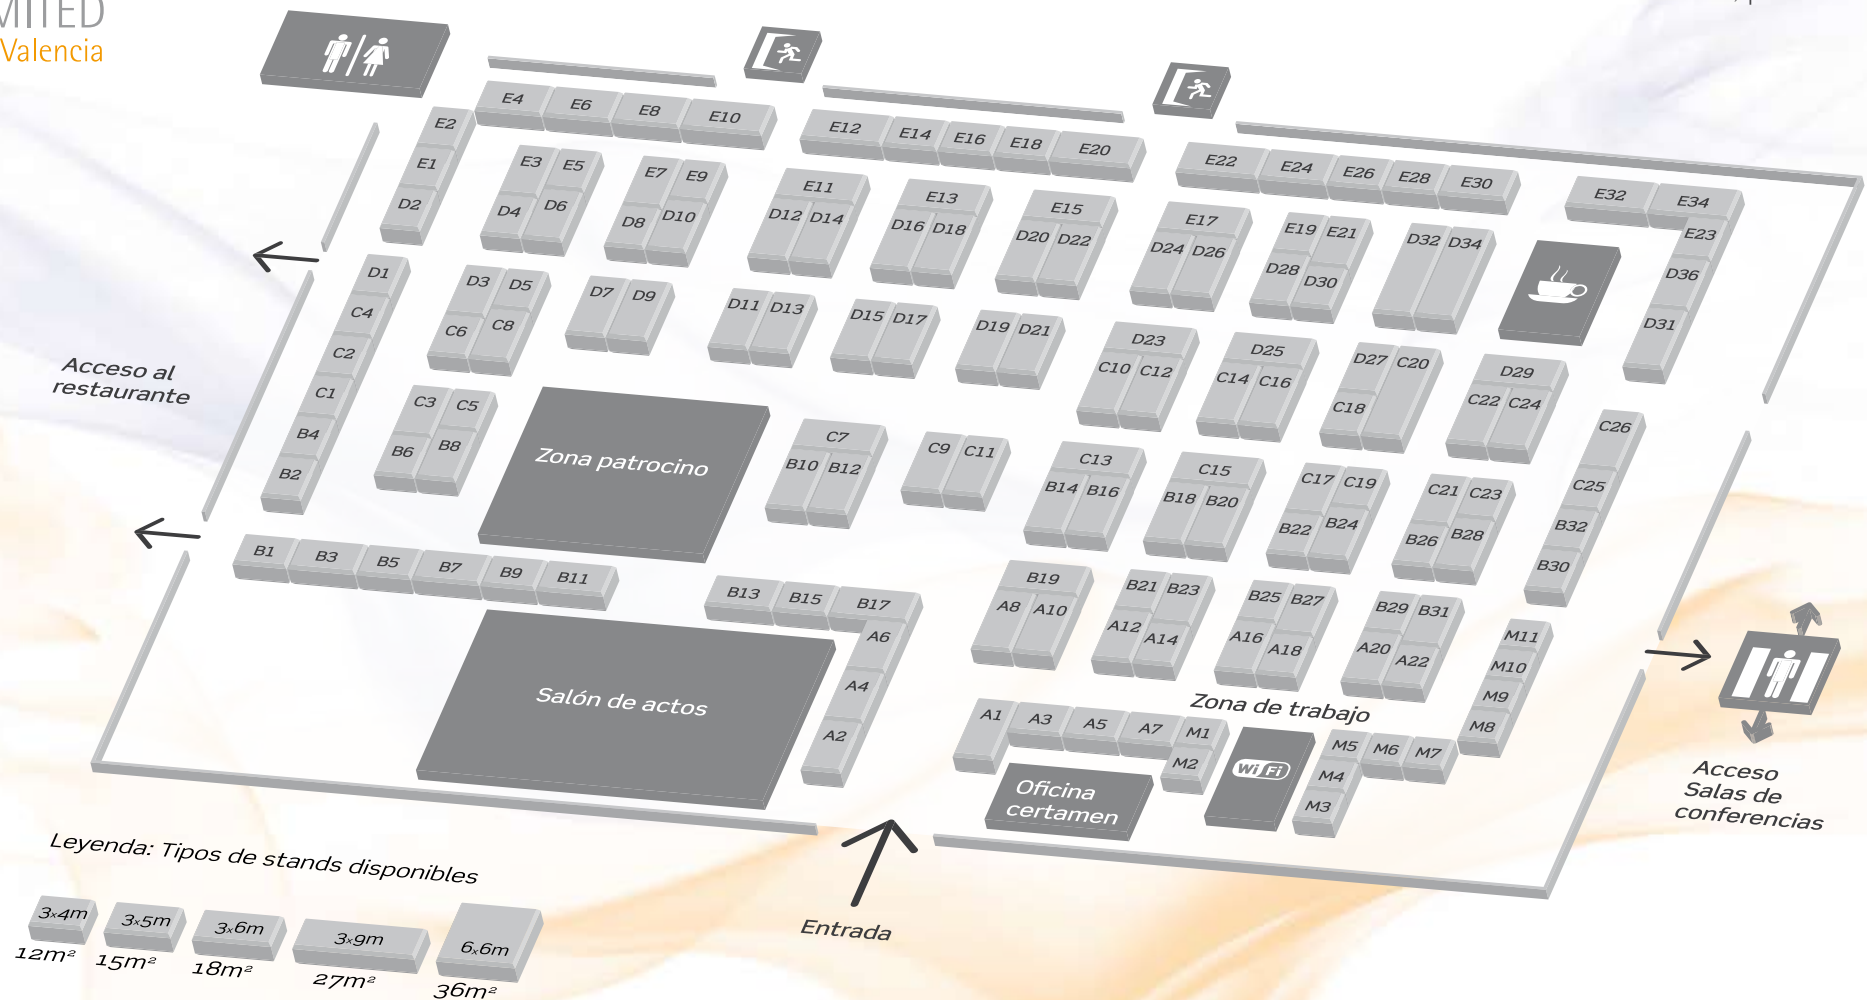 MITED
Valencia
E4 E6 E8 E10
E12 E14 E16 E18 E20
E22 E24 E26 E28 E30
E32 E34
E2
E1
D2
E3 E5
D4 D6
E7 E9
D8 D10
E11
D12 D14
E13
D16 D18
E15
D20 D22
E17
D24 D26
E19 E21
D28 D30
D32 D34
E23
D36
D31
D1
C4
C2
C1
B4
B2
D3 D5
C6 C8
D7 D9
D11 D13
D15 D17
D19 D21
D23
C10 C12
D25
C14 C16
D27 C20
C18
D29
C22 C24
Acceso al
restaurante
C3 C5
B6 B8
Zona patrocino
C7
B10 B12
C9 C11
C13
B14 B16
C15
B18 B20
C17 C19
B22 B24
C21 C23
B26 B28
C26
C25
B32
B30
B1 B3 B5 B7 B9 B11
B13 B15 B17
A6
A4
A2
Salón de actos
B19
A8 A10
B21 B23
A12 A14
B25 B27
A16 A18
B29 B31
A20 A22
M11
M10
M9
M8
Zona de trabajo
A1 A3 A5 A7 M1
M2
Wi Fi
M5 M6 M7
M4
M3
Oficina
certamen
Acceso
Salas de
conferencias
Entrada
Leyenda: Tipos de stands disponibles
3x4m 3x5m 3x6m 3x9m 6x6m
12m² 15m² 18m² 27m² 36m²